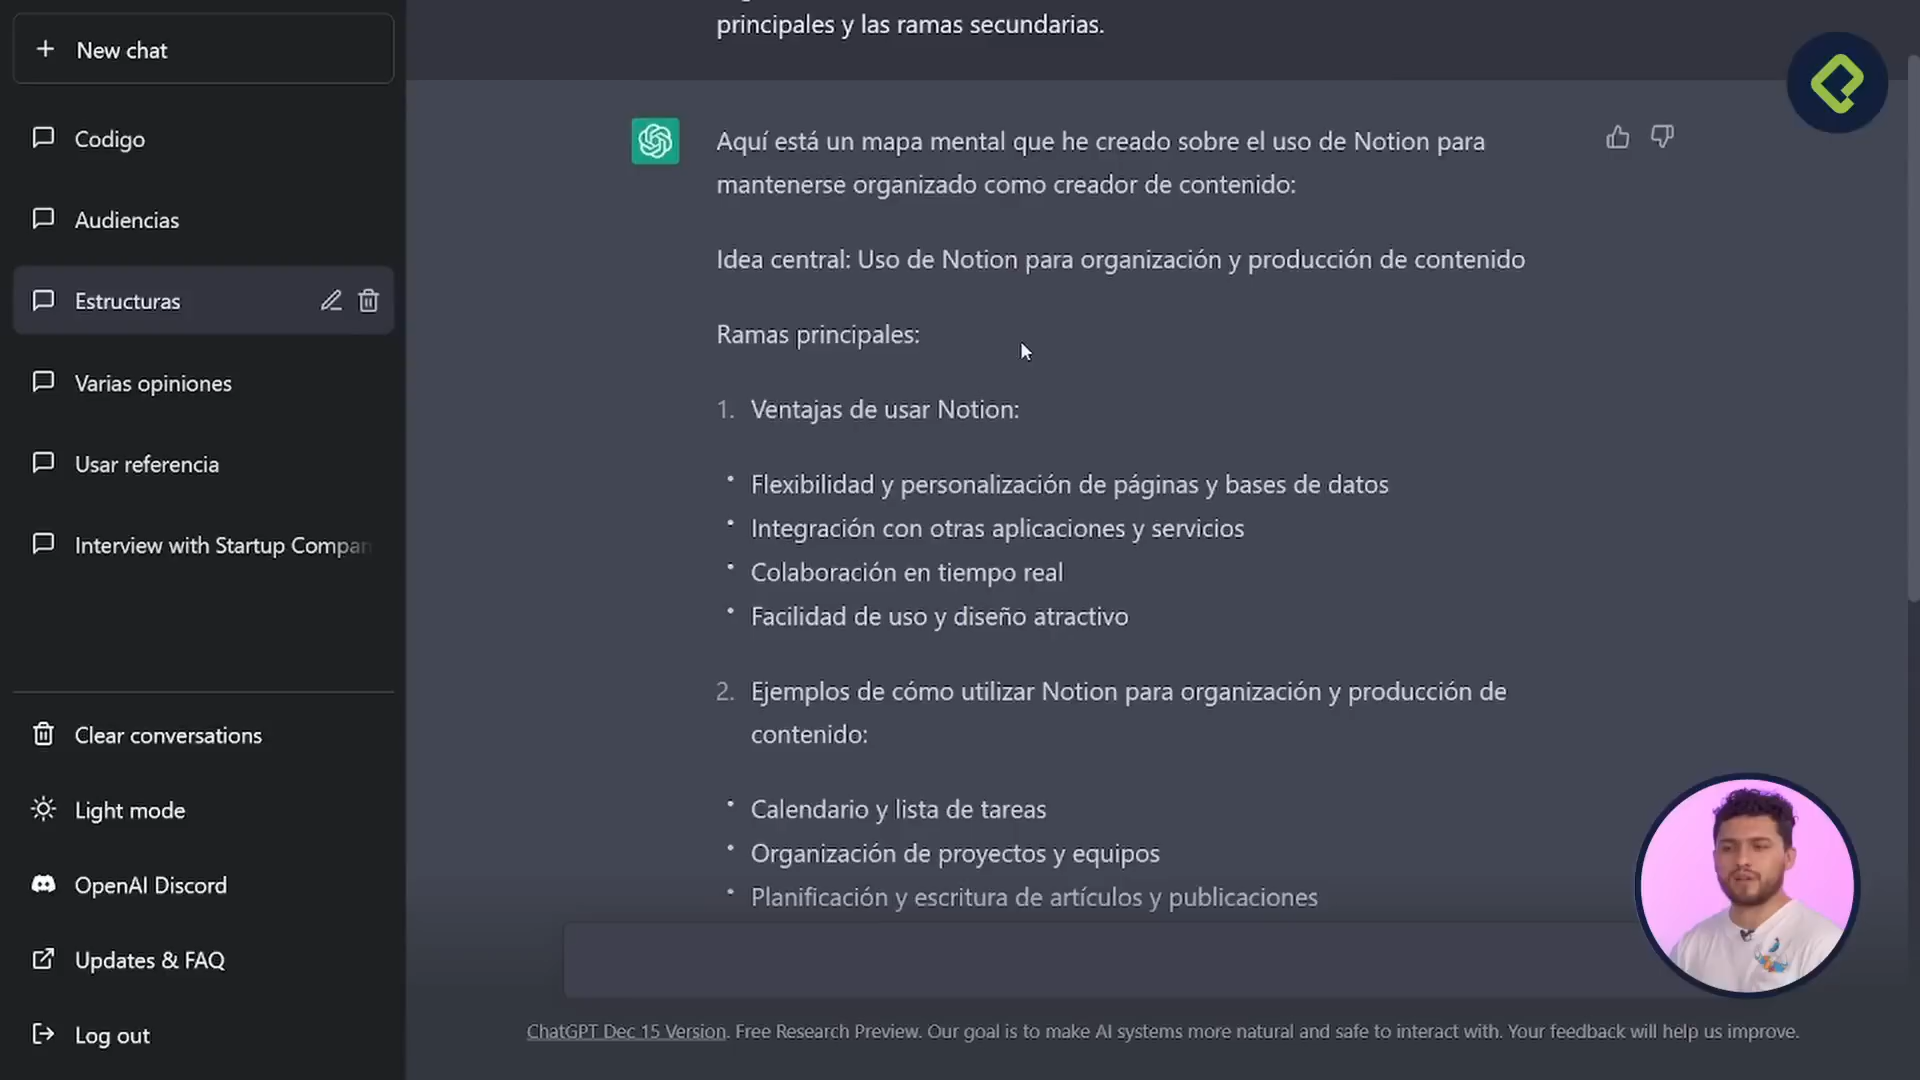 New chat
Codigo
Audiencias
Estructuras
Varias opiniones
Usar referencia
Interview with Startup Compan
Clear conversations
Light mode
OpenAI Discord
Updates & FAQ
Log out
principales y las ramas secundarias.
Aquí está un mapa mental que he creado sobre el uso de Notion para
mantenerse organizado como creador de contenido:
Idea central: Uso de Notion para organización y producción de contenido
Ramas principales:
1. Ventajas de usar Notion:
• Flexibilidad y personalización de páginas y bases de datos
• Integración con otras aplicaciones y servicios
• Colaboración en tiempo real
• Facilidad de uso y diseño atractivo
2. Ejemplos de cómo utilizar Notion para organización y producción de
contenido:
• Calendario y lista de tareas
• Organización de proyectos y equipos
• Planificación y escritura de artículos y publicaciones
ChatGPT Dec 15 Version. Free Research Preview. Our goal is to make AI systems more natural and safe to interact with. Your feedback will help us improve.